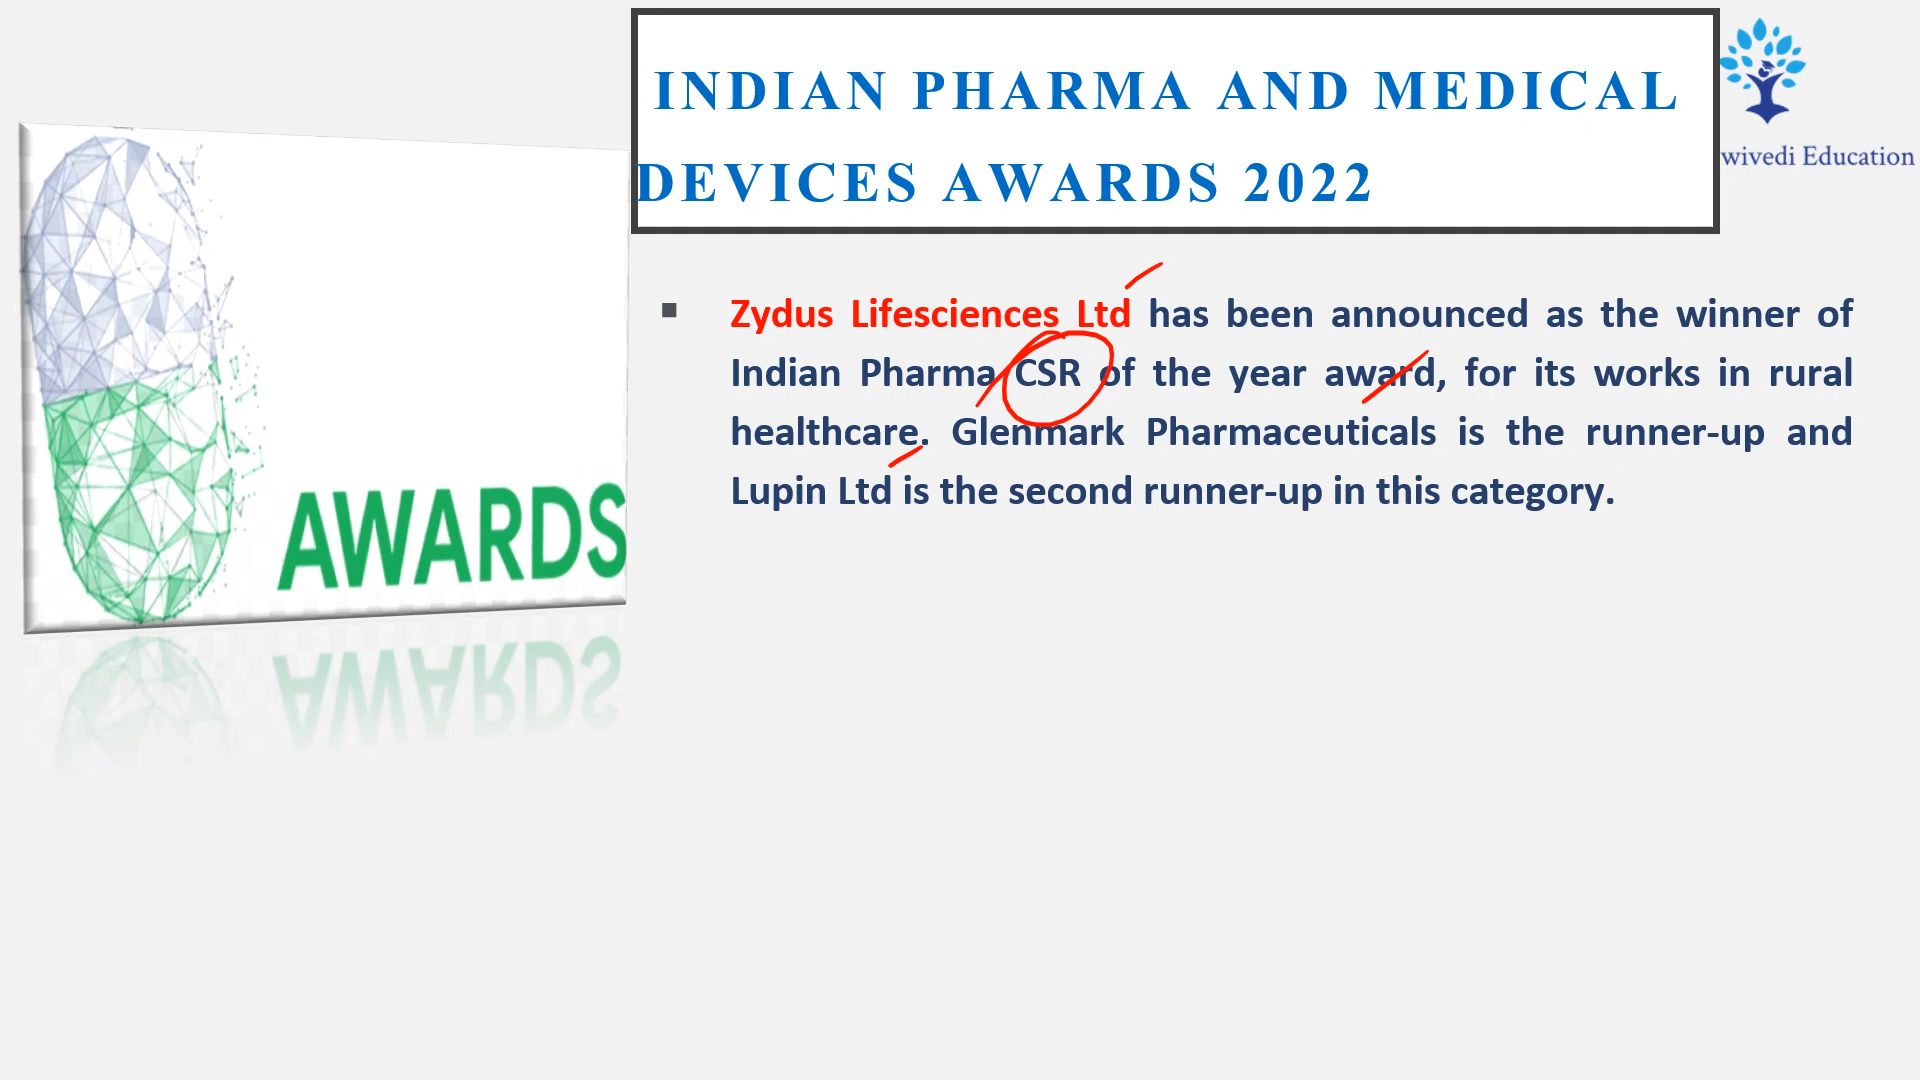 INDIAN PHARMA AND MEDICAL
DEVICES AWARDS 2022
wivedi Education
AWARDS
▪ Zydus Lifesciences Ltd has been announced as the winner of
Indian Pharma CSR of the year award, for its works in rural
healthcare. Glenmark Pharmaceuticals is the runner-up and
Lupin Ltd is the second runner-up in this category.